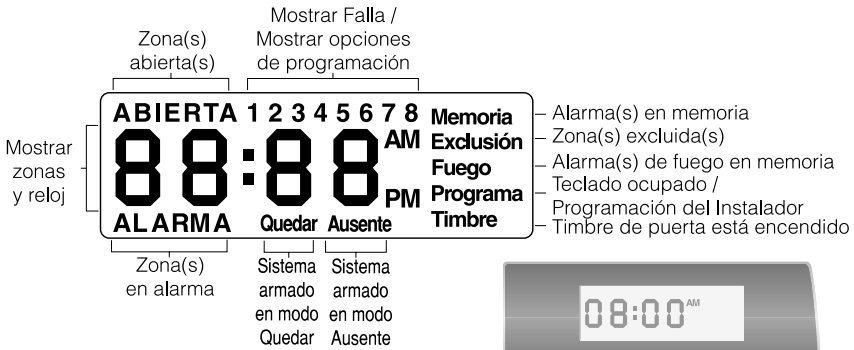 Mostrar Falla /
Mostrar opciones
de programación
Zona(s)
abierta(s)
ABIERTA 1 2 3 4 5 6 7 8
88:88
AM
PM
ALARMA Quedar Ausente
Memoria
Exclusión
Fuego
Programa
Timbre
Mostrar
zonas
y reloj
Alarma(s) en memoria
Zona(s) excluida(s)
Alarma(s) de fuego en memoria
Teclado ocupado /
Programación del Instalador
Timbre de puerta está encendido
Zona(s)
en alarma
Sistema
armado
en modo
Quedar
Sistema
armado
en modo
Ausente
08:00 AM